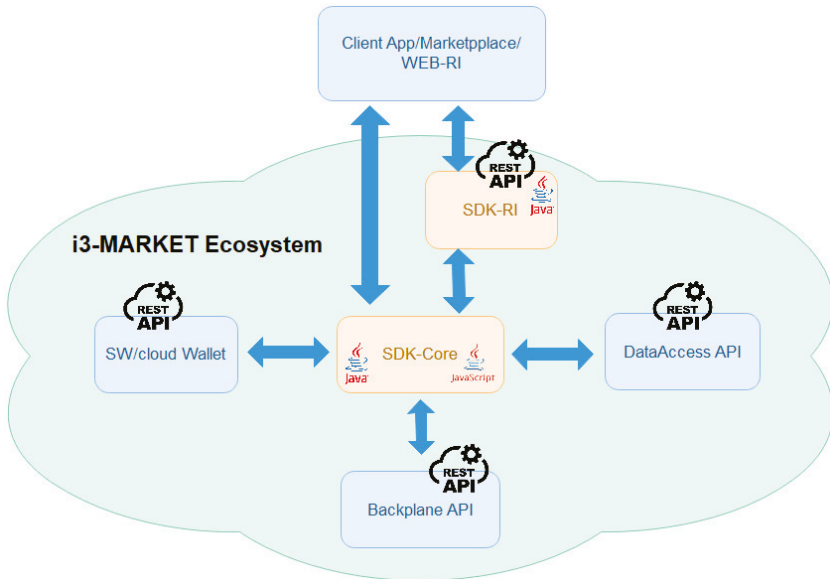 Client App/Marketpplace/
WEB-RI
REST
API
SDK-RI
Java
i3-MARKET Ecosystem
REST
API
SW/cloud Wallet
SDK-Core
Java
JavaScript
REST
API
DataAccess API
REST
API
Backplane API